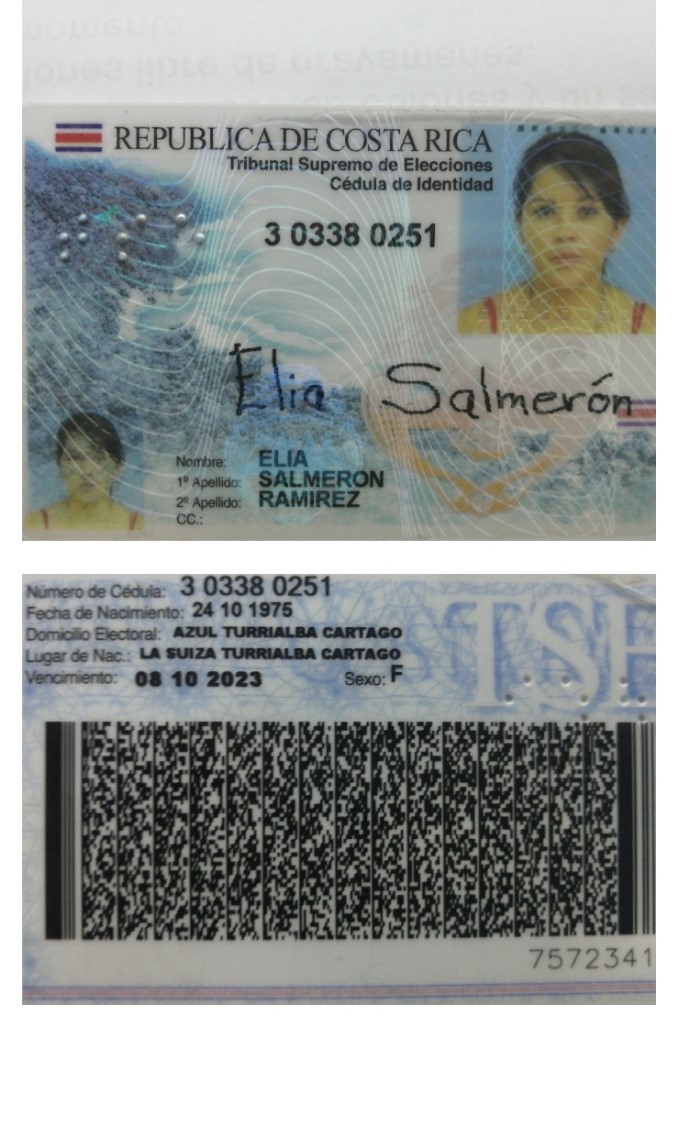 REPUBLICA DE COSTA RICA
Tribunal Supremo de Elecciones
Cédula de Identidad
3 0338 0251
Elia Salmerón
Nombre: ELIA
1º Apellido: SALMERON
2º Apellido: RAMIREZ
CC.:
Número de Cédula: 3 0338 0251
Fecha de Nacimiento: 24 10 1975
Domicilio Electoral: AZUL TURRIALBA CARTAGO
Lugar de Nac.: LA SUIZA TURRIALBA CARTAGO
Vencimiento: 08 10 2023 Sexo: F
TSE
7572341